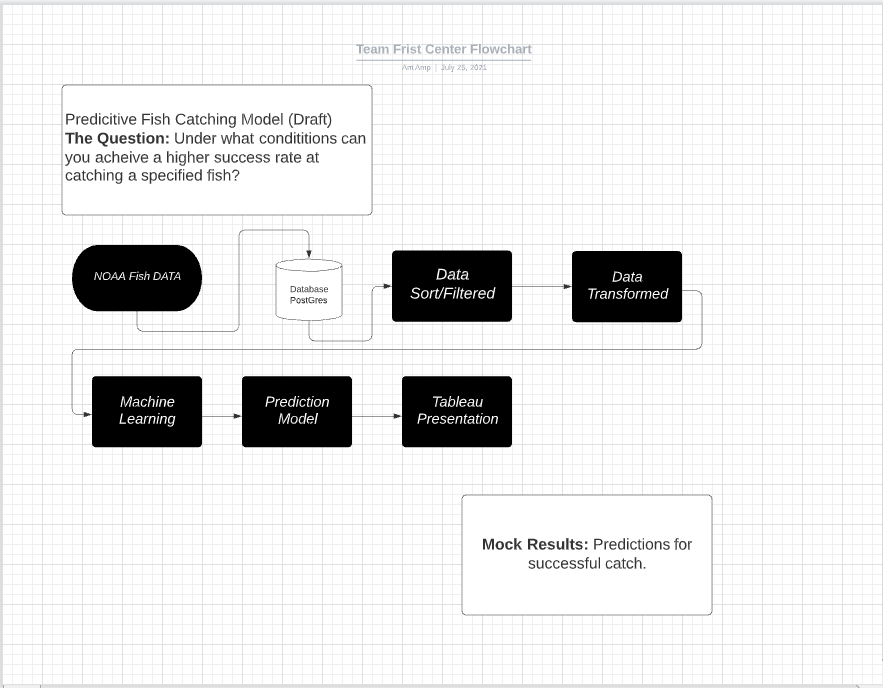 Team Frist Center Flowchart
Ant Amp | July 25, 2021
Predicitive Fish Catching Model (Draft)
The Question: Under what condititions can
you acheive a higher success rate at
catching a specified fish?
NOAA Fish DATA
Database
PostGres
Data
Sort/Filtered
Data
Transformed
Machine
Learning
Prediction
Model
Tableau
Presentation
Mock Results: Predictions for
successful catch.